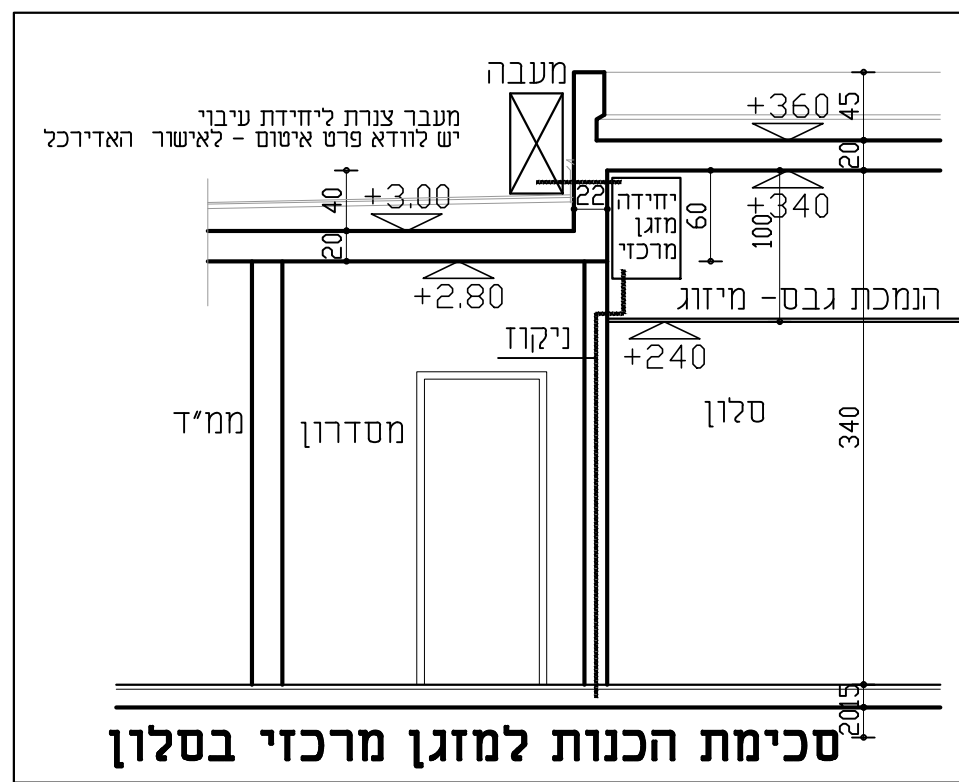 מעבה
מעבר צנרת ליחידת עיבוי
יש לוודא פרט איטום - לאישור האדירכל
+360
45
20
+3.00
40
20
22
יחידה
מזגן
מרכזי
60
100
+340
+2.80
הנמכת גבס- מיזוג
ניקוז
+240
ממ"ד
מסדרון
סלון
340
15
20
סכימת הכנות למזגן מרכזי בסלון